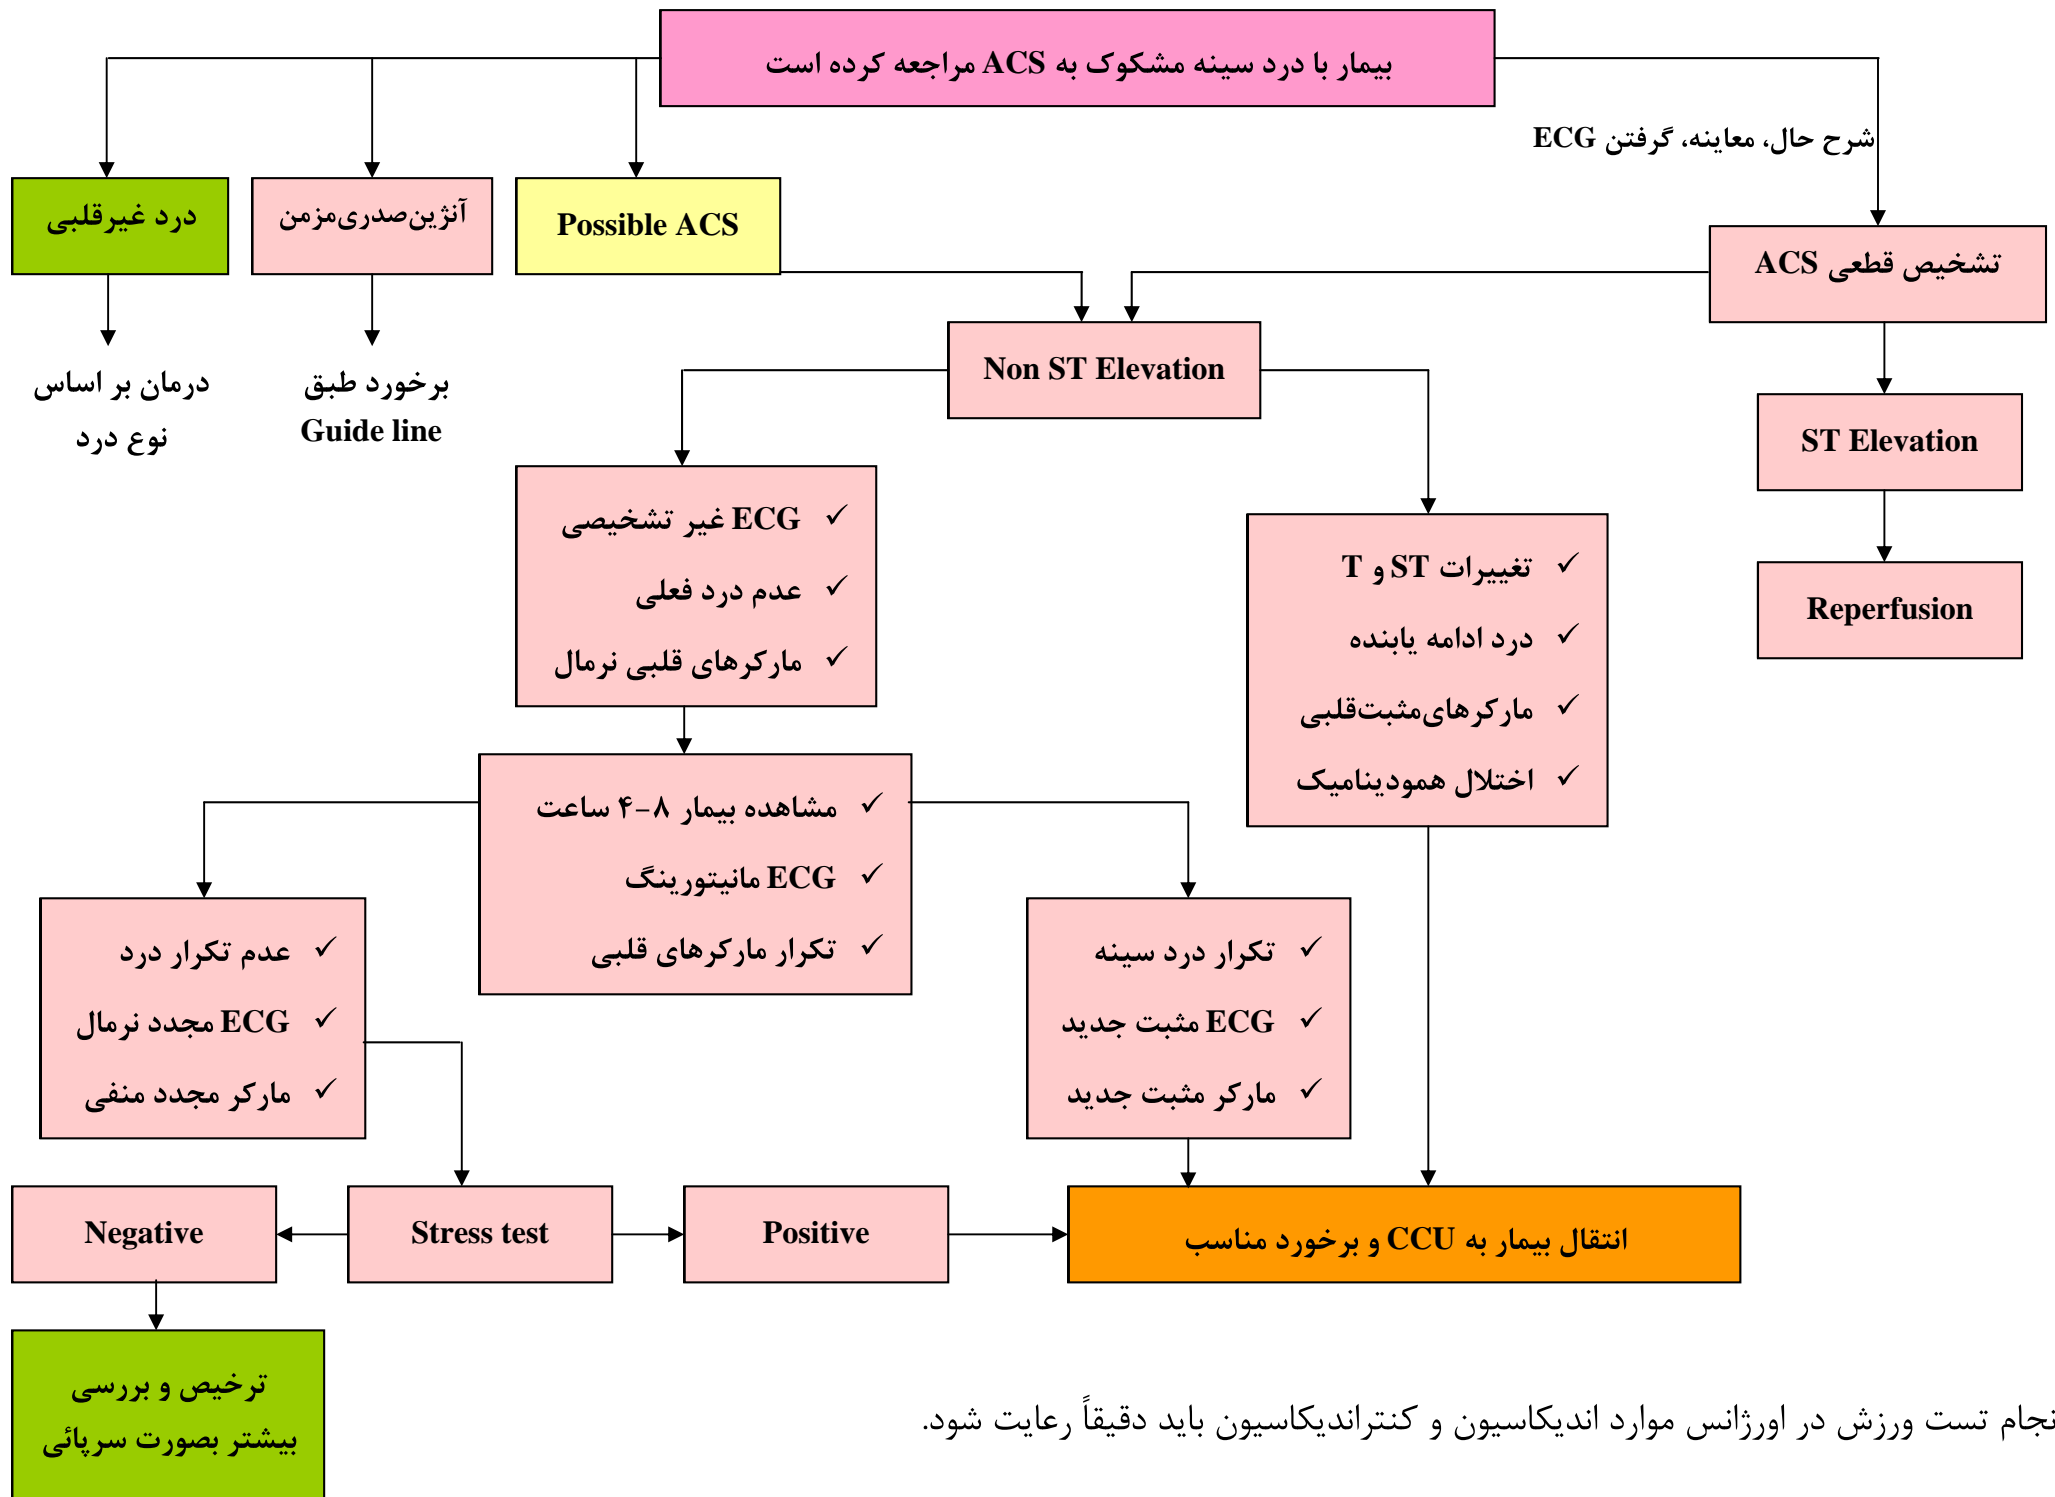 بیمار با درد سینه مشکوک به ACS مراجعه کرده است
شرح حال، معاینه، گرفتن ECG
درد غیرقلبی
آنژین‌صدری‌مزمن
Possible ACS
تشخیص قطعی ACS
درمان بر اساس
نوع درد
برخورد طبق
Guide line
Non ST Elevation
ST Elevation
Reperfusion
✓ ECG غیر تشخیصی
✓ عدم درد فعلی
✓ مارکرهای قلبی نرمال
✓ تغییرات ST و T
✓ درد ادامه یابنده
✓ مارکرهای‌مثبت‌قلبی
✓ اختلال همودینامیک
✓ مشاهده بیمار ۸-۴ ساعت
✓ ECG مانیتورینگ
✓ تکرار مارکرهای قلبی
✓ عدم تکرار درد
✓ ECG مجدد نرمال
✓ مارکر مجدد منفی
✓ تکرار درد سینه
✓ ECG مثبت جدید
✓ مارکر مثبت جدید
Negative
Stress test
Positive
انتقال بیمار به CCU و برخورد مناسب
ترخیص و بررسی
بیشتر بصورت سرپائی
نجام تست ورزش در اورژانس موارد اندیکاسیون و کنتراندیکاسیون باید دقیقاً رعایت شود.